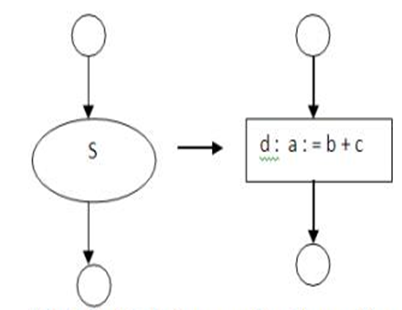 S
d : a : = b + c